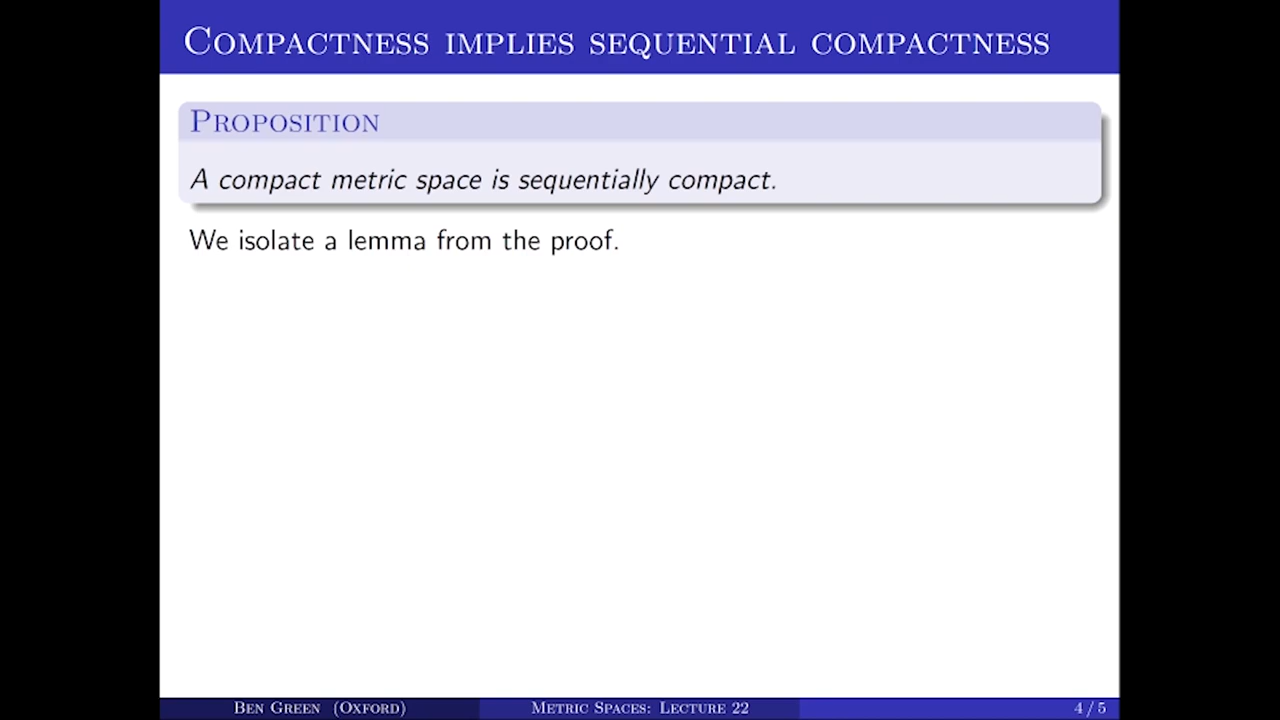 COMPACTNESS IMPLIES SEQUENTIAL COMPACTNESS
PROPOSITION
A compact metric space is sequentially compact.
We isolate a lemma from the proof.
BEN GREEN (OXFORD) METRIC SPACES: LECTURE 22 4 / 5